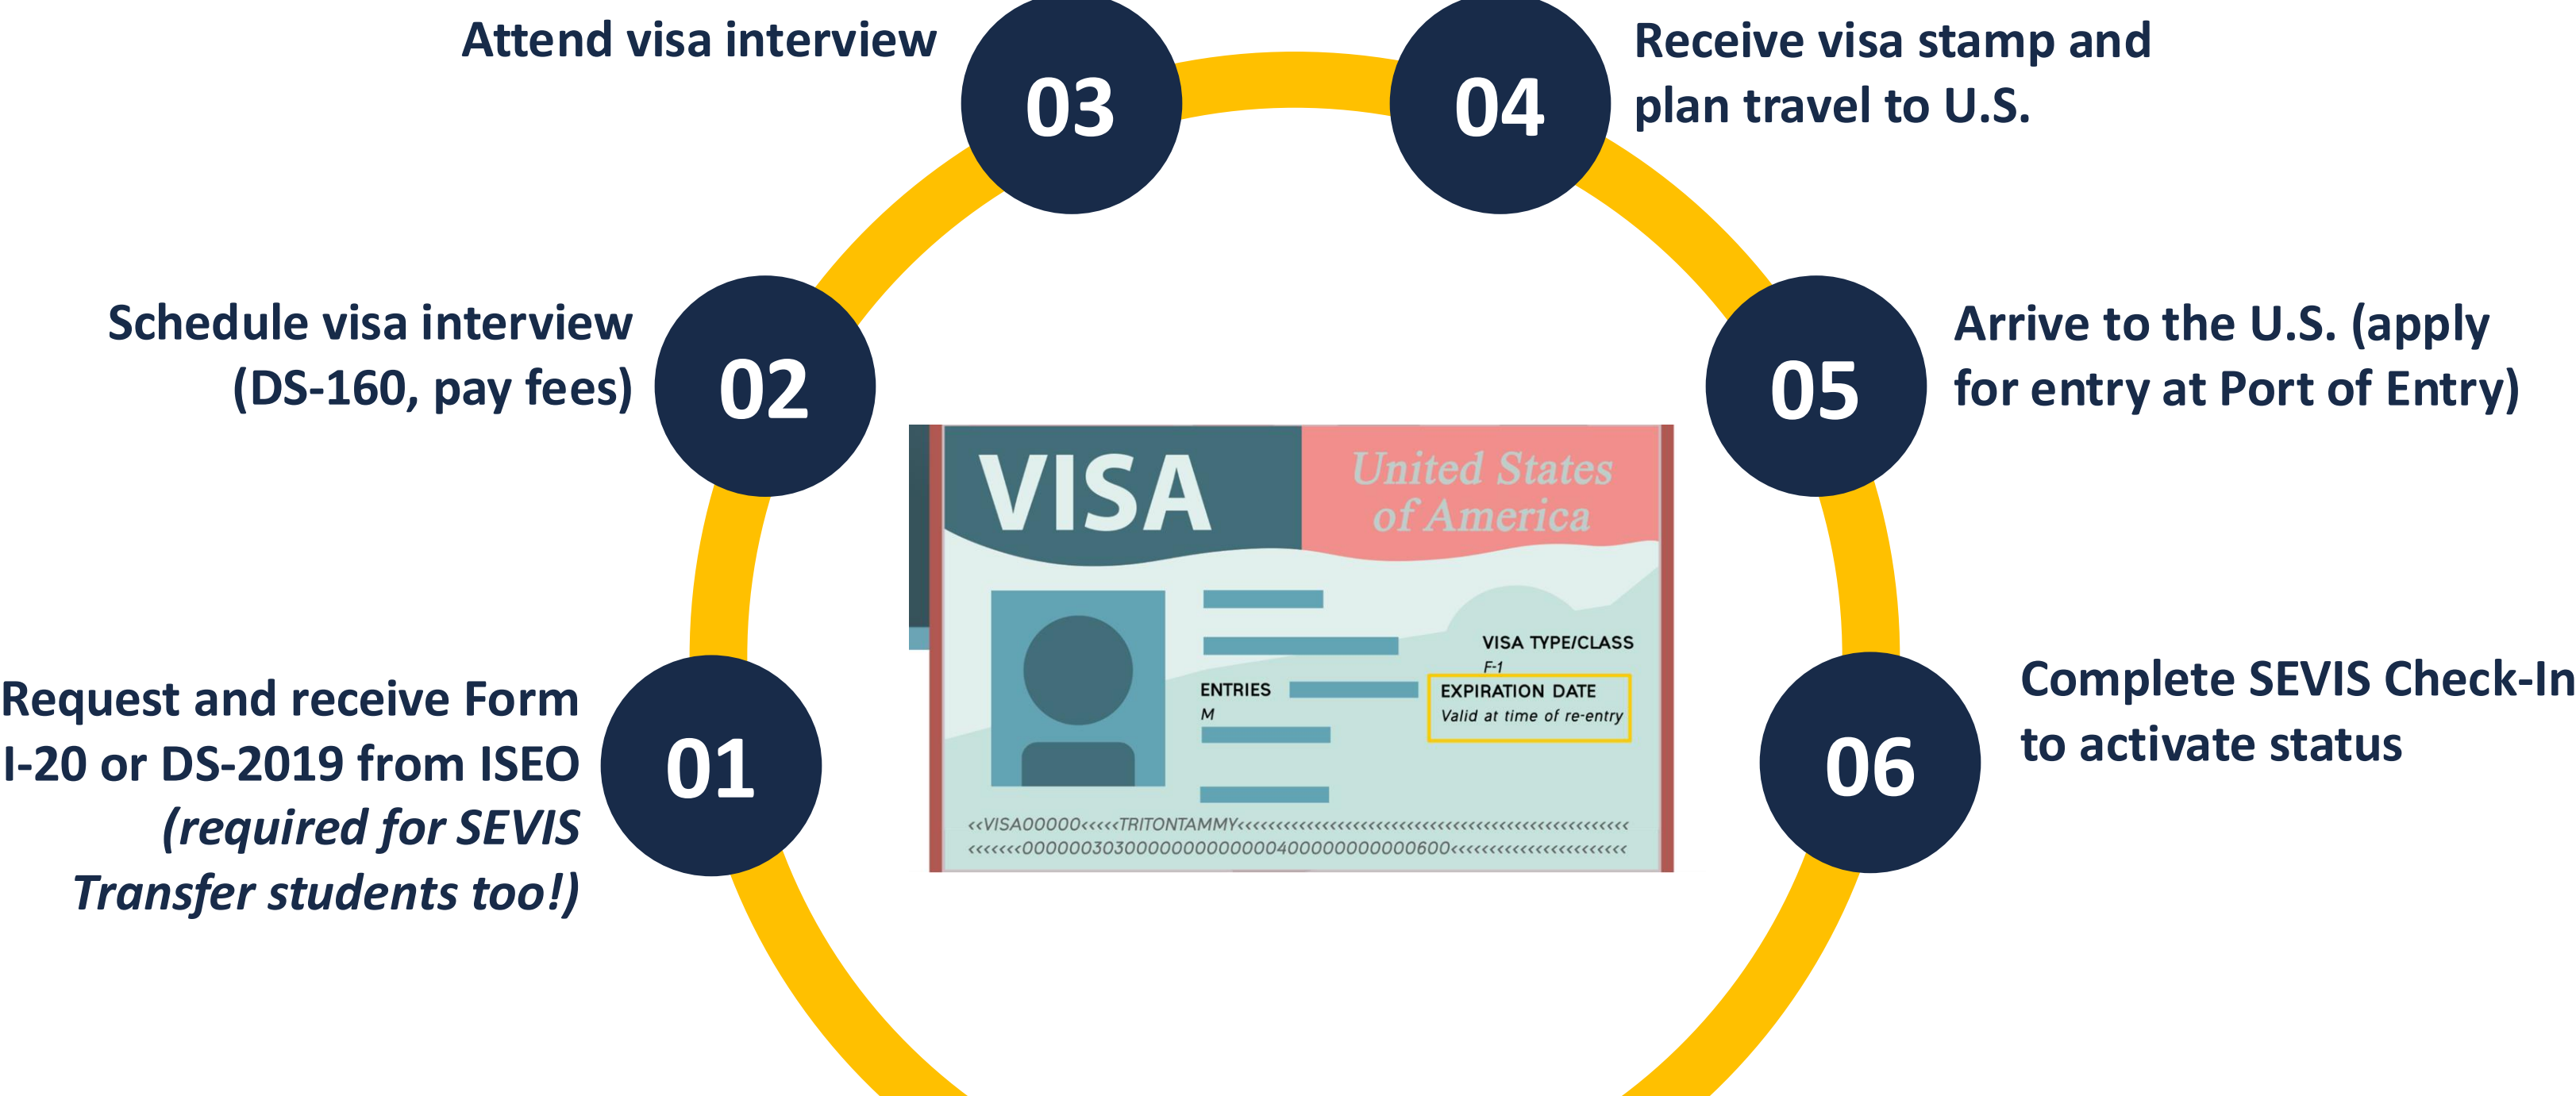 Attend visa interview
03
04
Receive visa stamp and
plan travel to U.S.
Schedule visa interview
(DS-160, pay fees)
02
05
Arrive to the U.S. (apply
for entry at Port of Entry)
VISA
United States
of America
VISA TYPE/CLASS
F-1
ENTRIES
M
EXPIRATION DATE
Valid at time of re-entry
Request and receive Form
I-20 or DS-2019 from ISEO
(required for SEVIS
Transfer students too!)
01
06
Complete SEVIS Check-In
to activate status